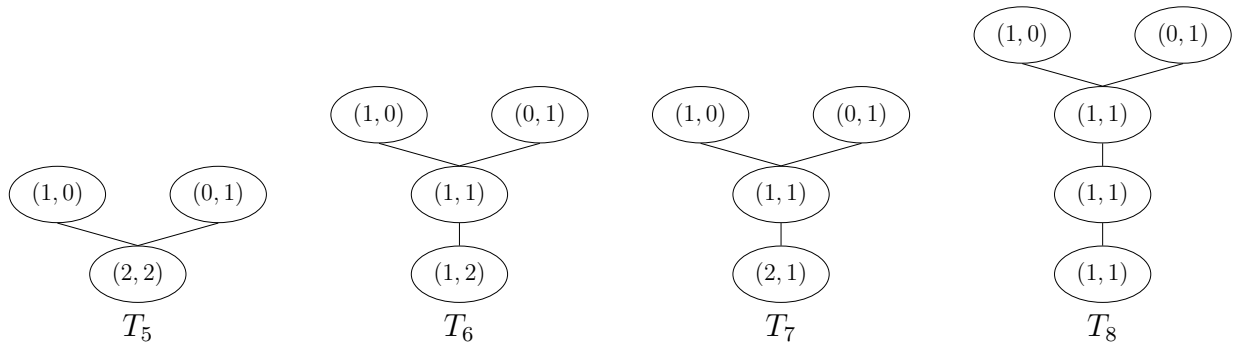 (1, 0) (0, 1)
(1, 0) (0, 1) (1, 0) (0, 1) (1, 1)
(1, 0) (0, 1) (1, 1) (1, 1) (1, 1)
(2, 2) (1, 2) (2, 1) (1, 1)
T5 T6 T7 T8